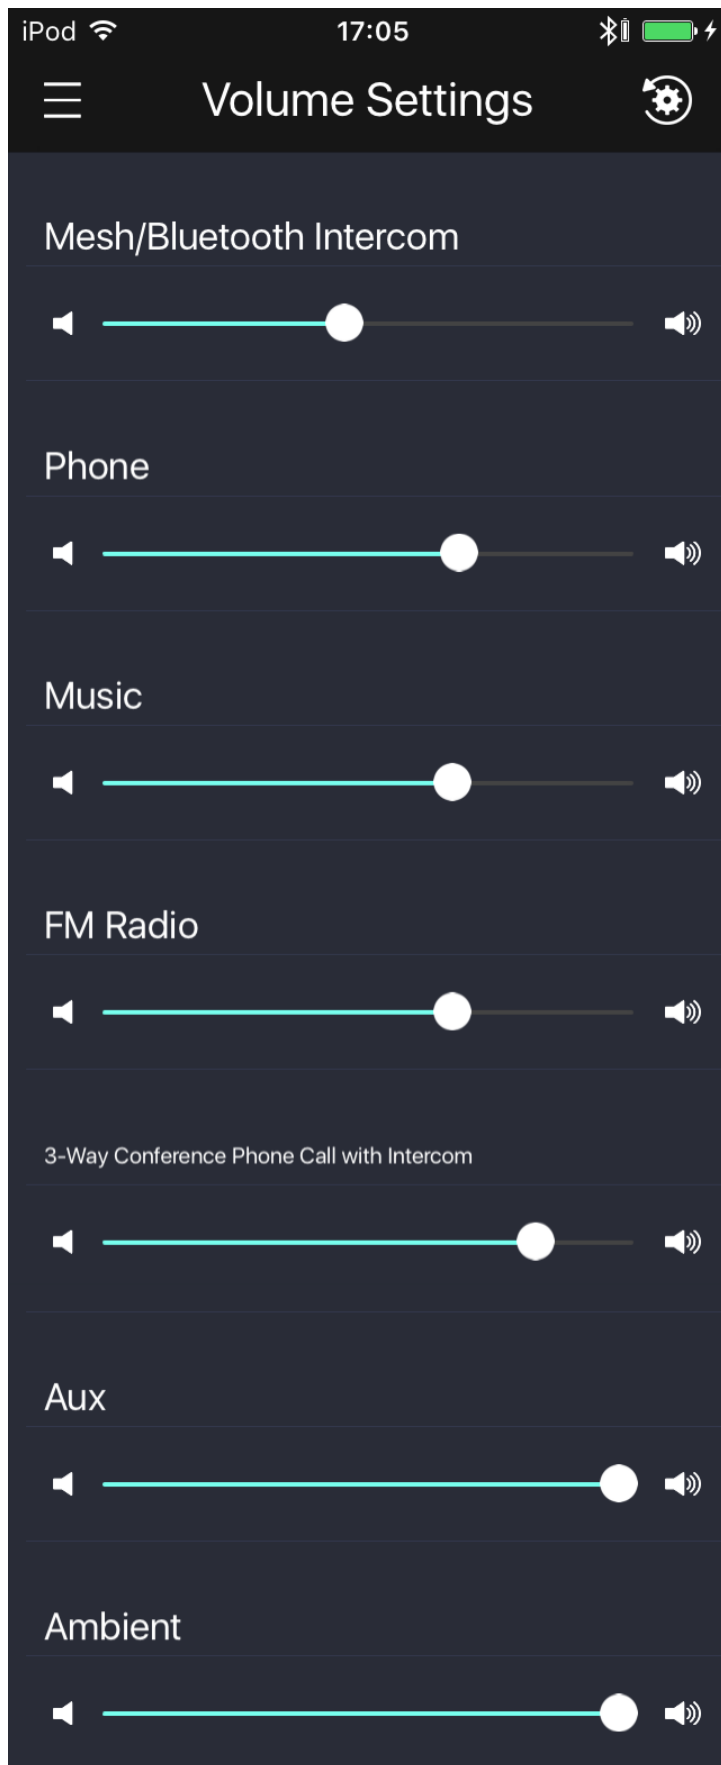 iPod 17:05
Volume Settings
Mesh/Bluetooth Intercom
Phone
Music
FM Radio
3-Way Conference Phone Call with Intercom
Aux
Ambient